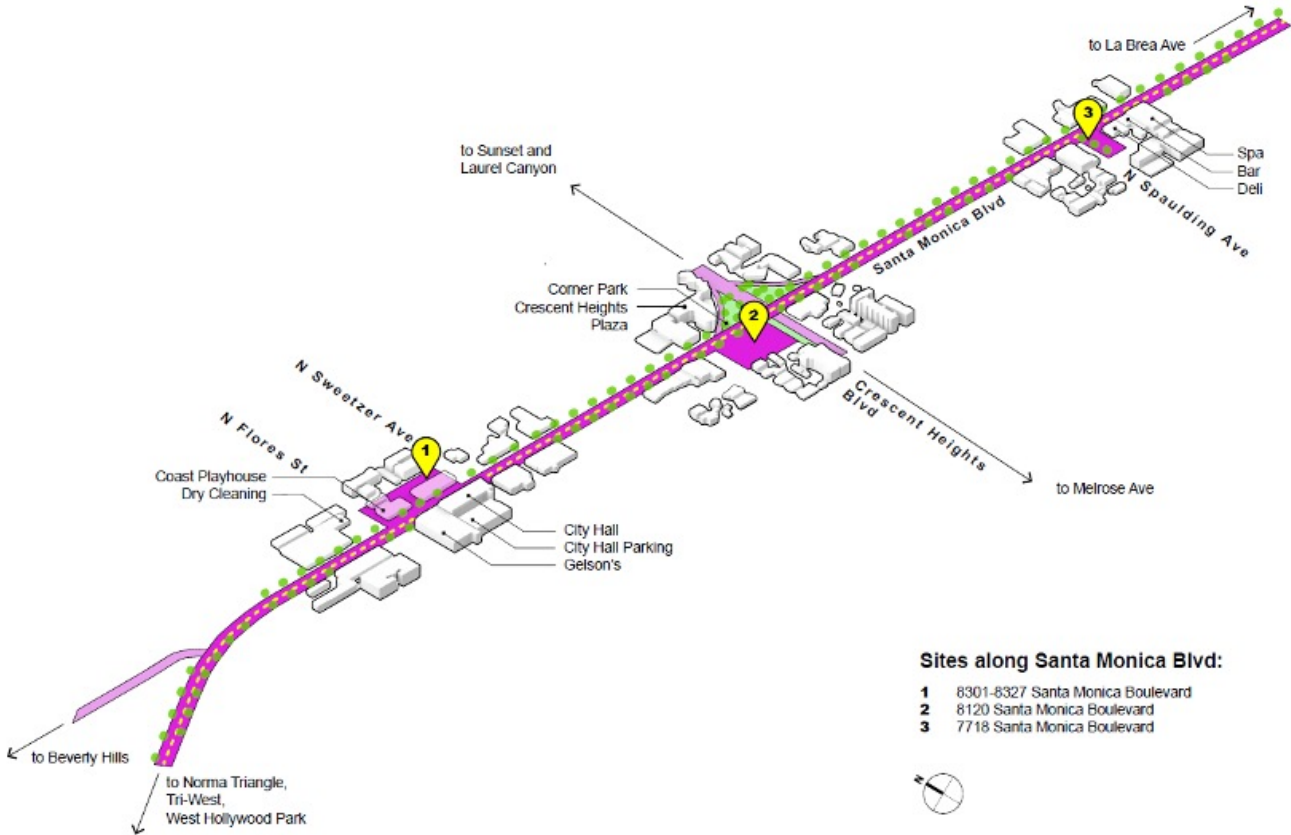 to La Brea Ave
3
to Sunset and
Laurel Canyon
Spa
Bar
Deli
N Spaulding Ave
Santa Monica Blvd
Corner Park
Crescent Heights
Plaza
2
N Sweetzer Ave
N Flores St
Crescent Heights
Blvd
1
Coast Playhouse
Dry Cleaning
to Melrose Ave
City Hall
City Hall Parking
Gelson's
Sites along Santa Monica Blvd:
1 8301-8327 Santa Monica Boulevard
2 8120 Santa Monica Boulevard
3 7718 Santa Monica Boulevard
to Beverly Hills
to Norma Triangle,
Tri-West,
West Hollywood Park
N